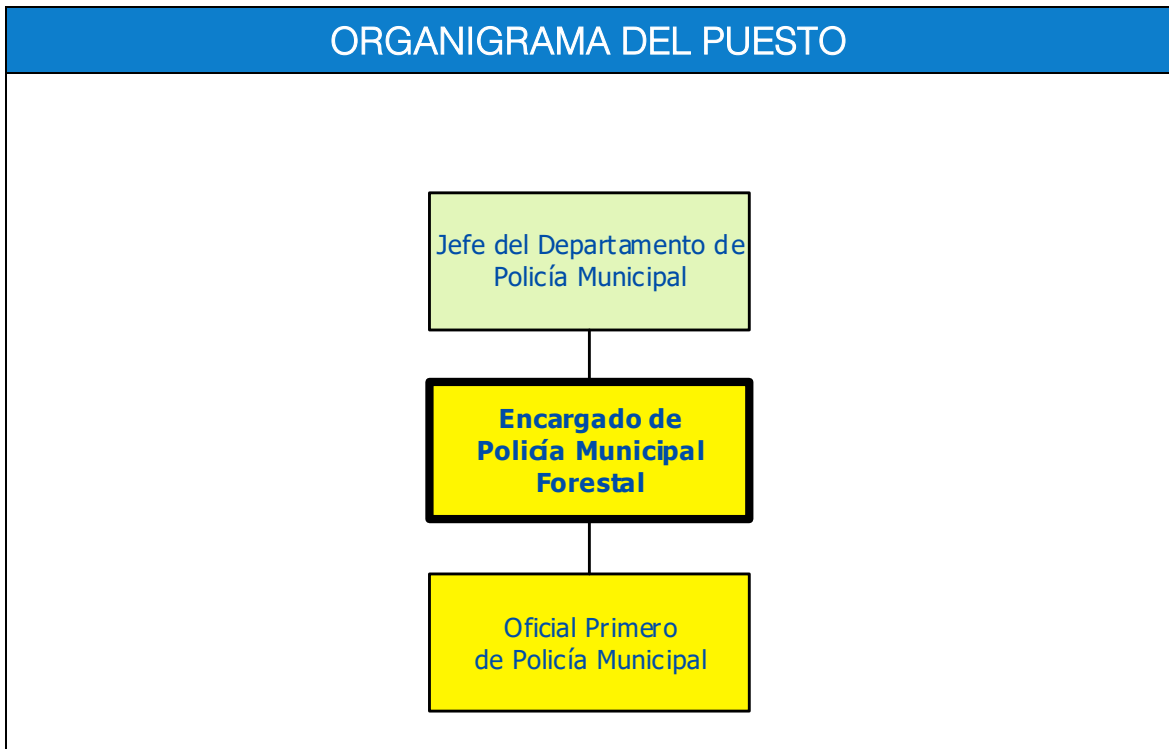 ORGANIGRAMA DEL PUESTO
Jefe del Departamento de
Policía Municipal
Encargado de
Policía Municipal
Forestal
Oficial Primero
de Policía Municipal